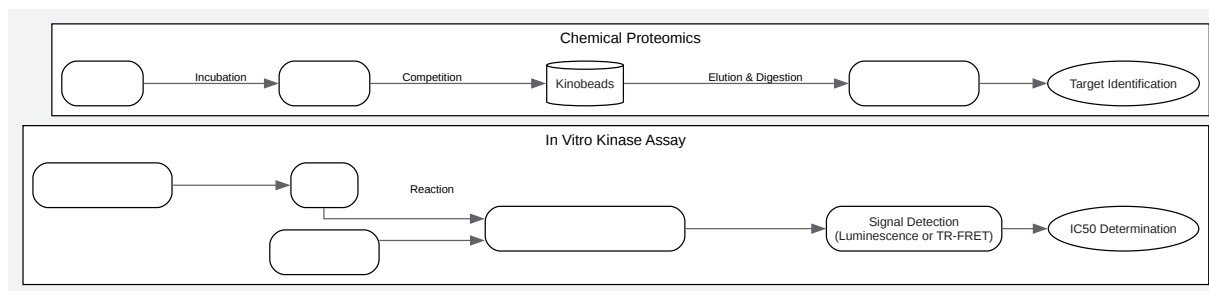 Chemical Proteomics
Incubation
Competition
Kinobeads
Elution & Digestion
Target Identification
In Vitro Kinase Assay
Reaction
Signal Detection
(Luminescence or TR-FRET)
IC50 Determination